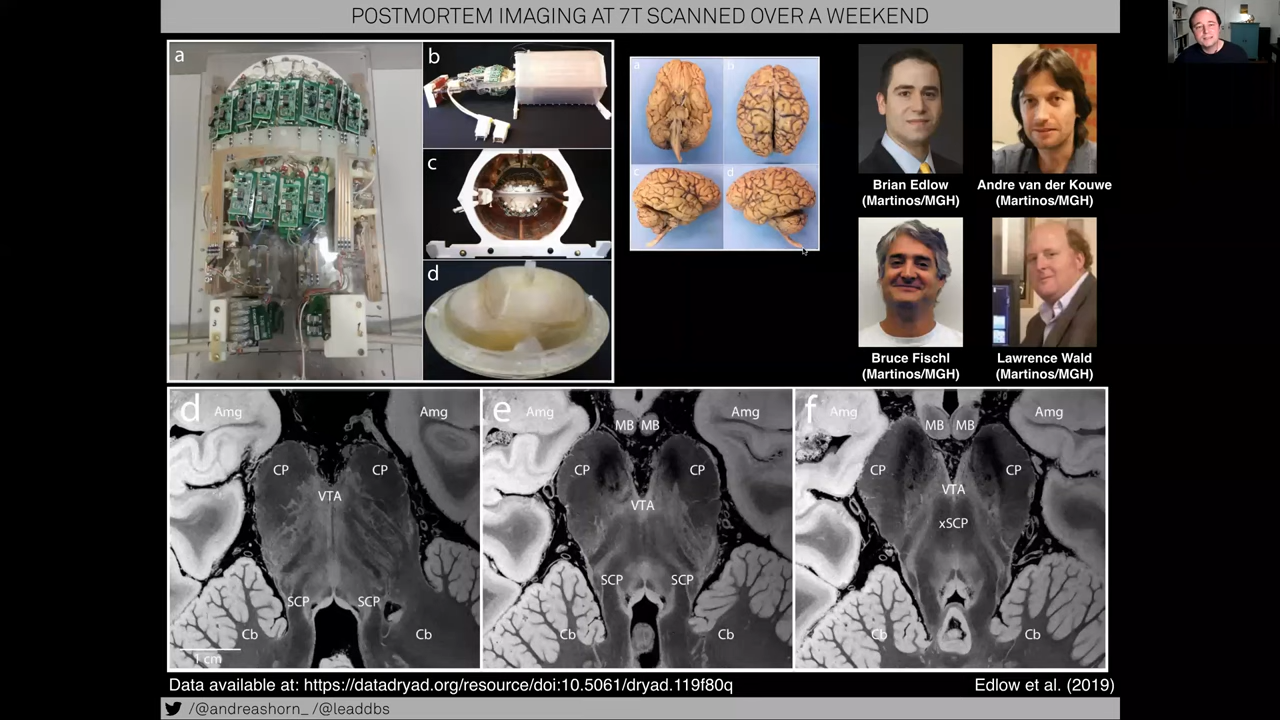 POSTMORTEM IMAGING AT 7T SCANNED OVER A WEEKEND
a
b
c
d
a
b
c
d
Brian Edlow
(Martinos/MGH)
Andre van der Kouwe
(Martinos/MGH)
Bruce Fischl
(Martinos/MGH)
Lawrence Wald
(Martinos/MGH)
d
Amg
Amg
CP
CP
VTA
SCP
SCP
Cb
Cb
1 cm
e
Amg
MB
MB
Amg
CP
CP
VTA
SCP
SCP
Cb
Cb
f
Amg
MB
MB
Amg
CP
CP
VTA
xSCP
Cb
Cb
Data available at: https://datadryad.org/resource/doi:10.5061/dryad.119f80q
Edlow et al. (2019)
/@andreashorn_ /@leaddbs